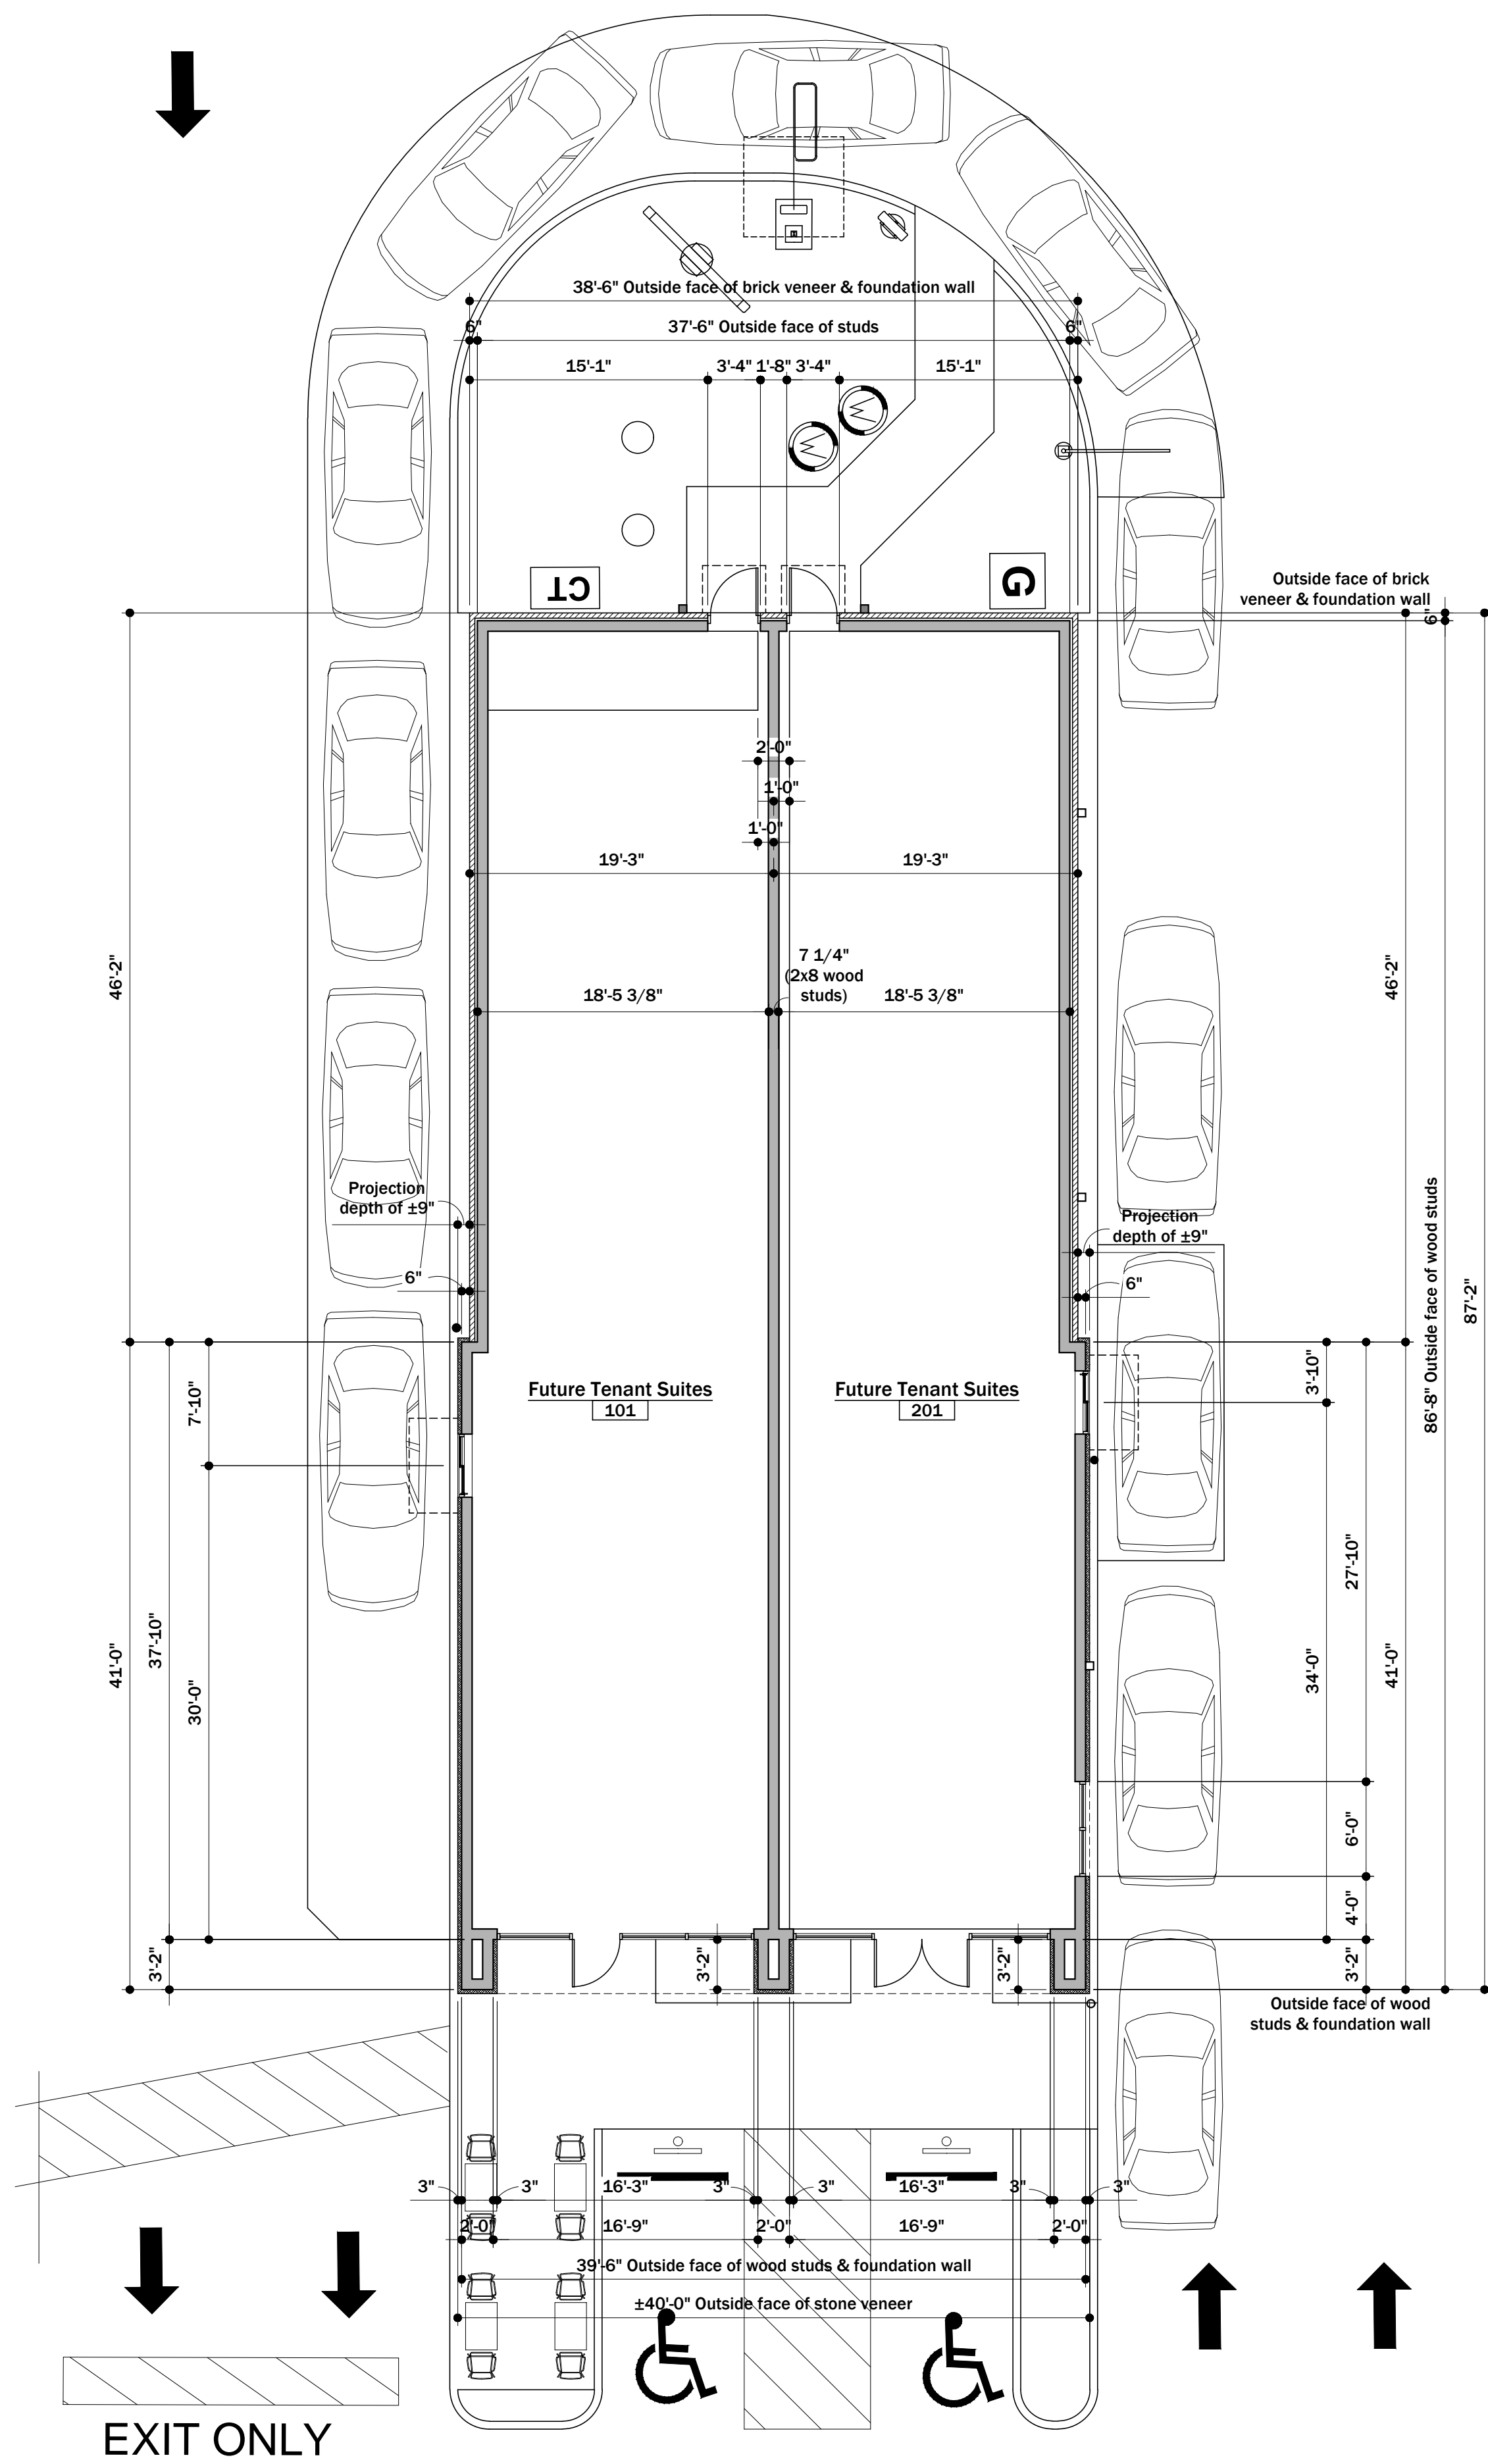 38'-6" Outside face of brick veneer & foundation wall
6"
37'-6" Outside face of studs
6"
15'-1"
3'-4"
1'-8"
3'-4"
15'-1"
W
W
CT
G
Outside face of brick
veneer & foundation wall
6"
2'-0"
1'-0"
1'-0"
19'-3"
19'-3"
46'-2"
7 1/4"
(2x8 wood
studs)
18'-5 3/8"
18'-5 3/8"
46'-2"
Projection
depth of ±9"
Projection
depth of ±9"
6"
6"
86'-8" Outside face of wood studs
87'-2"
Future Tenant Suites
101
Future Tenant Suites
201
7'-10"
3'-10"
27'-10"
41'-0"
37'-10"
30'-0"
34'-0"
41'-0"
6'-0"
4'-0"
3'-2"
3'-2"
3'-2"
3'-2"
Outside face of wood
studs & foundation wall
3"
3"
16'-3"
3"
3"
16'-3"
3"
3"
2'-0"
16'-9"
2'-0"
16'-9"
2'-0"
39'-6" Outside face of wood studs & foundation wall
±40'-0" Outside face of stone veneer
EXIT ONLY